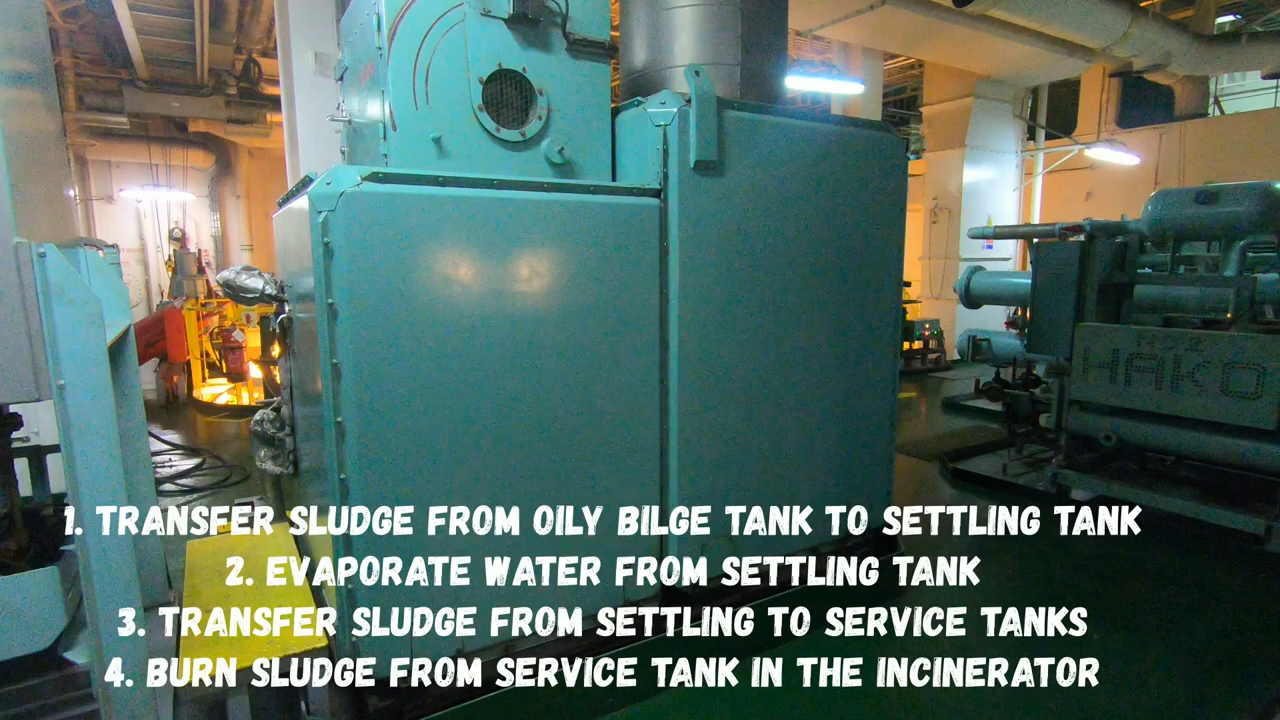 HAKO
1. TRANSFER SLUDGE FROM OILY BILGE TANK TO SETTLING TANK
2. EVAPORATE WATER FROM SETTLING TANK
3. TRANSFER SLUDGE FROM SETTLING TO SERVICE TANKS
4. BURN SLUDGE FROM SERVICE TANK IN THE INCINERATOR